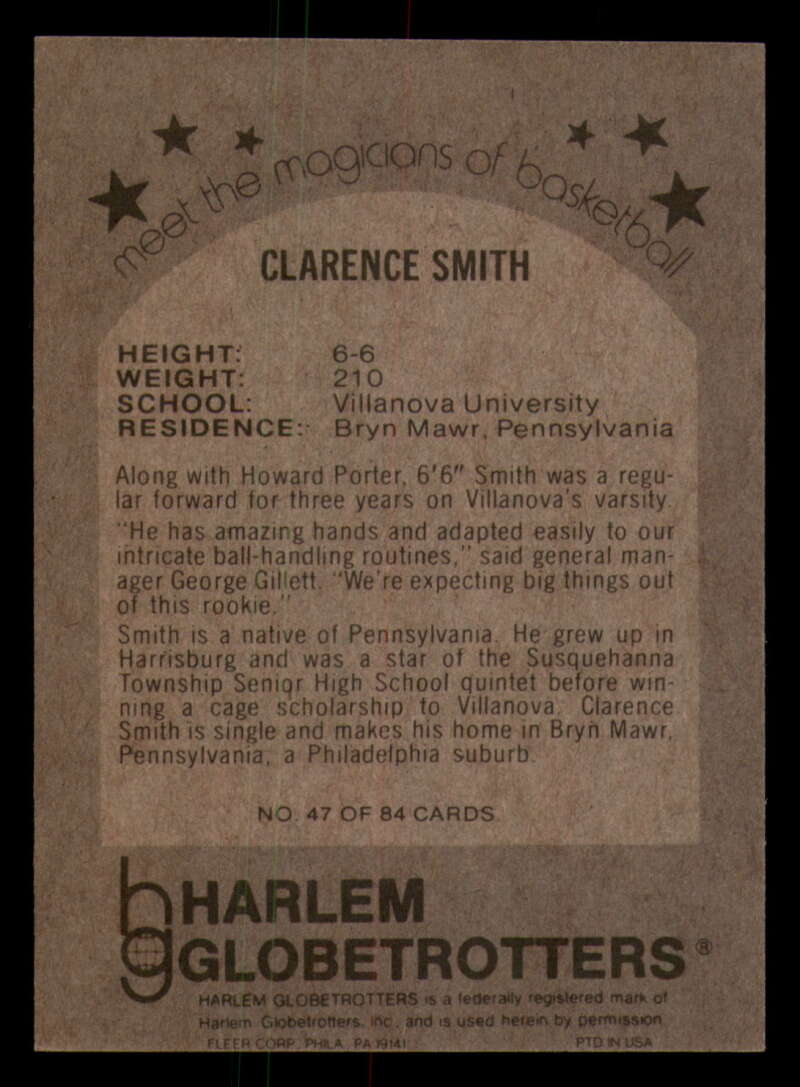 meet the magicians of basketball
CLARENCE SMITH
HEIGHT: 6-6
WEIGHT: 210
SCHOOL: Villanova University
RESIDENCE: Bryn Mawr, Pennsylvania
Along with Howard Porter, 6'6" Smith was a regu-
lar forward for three years on Villanova's varsity.
"He has amazing hands and adapted easily to our
intricate ball-handling routines," said general man-
ager George Gillett. "We're expecting big things out
of this rookie."
Smith is a native of Pennsylvania. He grew up in
Harrisburg and was a star of the Susquehanna
Township Senior High School quintet before win-
ning a cage scholarship to Villanova. Clarence
Smith is single and makes his home in Bryn Mawr,
Pennsylvania, a Philadelphia suburb.
NO. 47 OF 84 CARDS
hg HARLEM
GLOBETROTTERS®
HARLEM GLOBETROTTERS is a federally registered mark of
Harlem Globetrotters, Inc., and is used herein by permission
FLEER CORP. PHILA. PA 19141 PTD IN USA